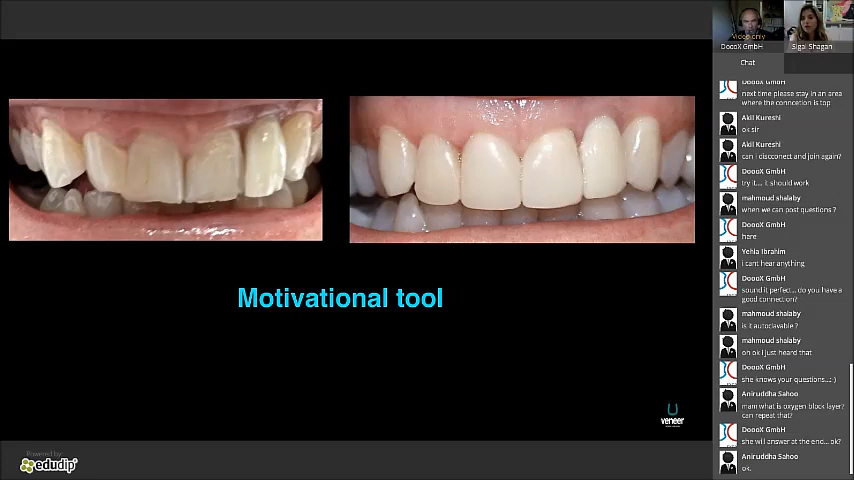 Video only
DoooX GmbH
Sigal Shagan
Chat
DoooX GmbH
next time please stay in an area
where the conncetion is top
Akil Kureshi
ok sir
Akil Kureshi
can i discconect and join again?
DoooX GmbH
try it.... it should work
mahmoud shalaby
when we can post questions ?
DoooX GmbH
here
Yehia Ibrahim
i cant hear anything
DoooX GmbH
sound it perfect... do you have a
good connection?
mahmoud shalaby
is it autoclavable ?
mahmoud shalaby
oh ok I just heard that
DoooX GmbH
she knows your questions...;-)
Aniruddha Sahoo
mam what is oxygen block layer?
can repeat that?
DoooX GmbH
she will answer at the end... ok?
Aniruddha Sahoo
ok.
Motivational tool
veneer
Powered by:
edudip